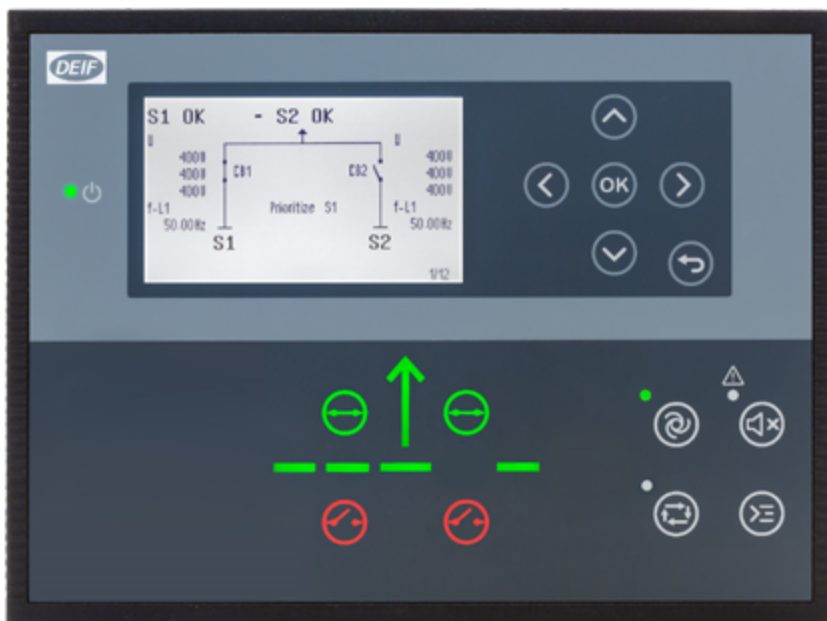 DEIF
S1 OK - S2 OK
U U
400V 400V
400V CB1 CB2 400V
400V 400V
f-L1 Prioritize S1 f-L1
50.00Hz 50.00Hz
S1 S2
1/12
OK